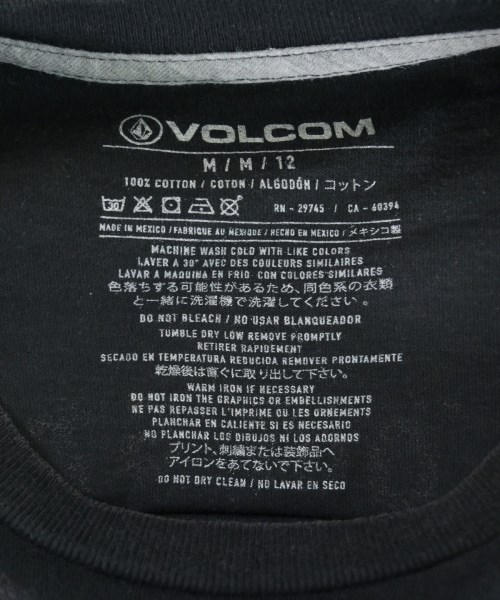 VOLCOM
M / M / 12
100% COTTON / COTON / ALGODÓN / コットン
30
RN - 29745 / CA - 40394
MADE IN MEXICO / FABRIQUE AU MEXIQUE / HECHO EN MEXICO / メキシコ製
MACHINE WASH COLD WITH LIKE COLORS
LAVER A 30° AVEC DES COULEURS SIMILAIRES
LAVAR A MAQUINA EN FRIO CON COLORES SIMILARES
色落ちする可能性があるため、同色系の衣類
と一緒に洗濯機で洗濯してください。
DO NOT BLEACH / NO USAR BLANQUEADOR
TUMBLE DRY LOW REMOVE PROMPTLY
RETIRER RAPIDEMENT
SECADO EN TEMPERATURA REDUCIDA REMOVER PRONTAMENTE
乾燥後は直ぐに取り出して下さい。
WARM IRON IF NECESSARY
DO NOT IRON THE GRAPHICS OR EMBELLISHMENTS
NE PAS REPASSER L'IMPRIME OU LES ORNEMENTS
PLANCHAR EN CALIENTE SI ES NECESARIO
NO PLANCHAR LOS DIBUJOS NI LOS ADORNOS
プリント、刺繍または装飾品へ
アイロンをあてないで下さい。
DO NOT DRY CLEAN / NO LAVAR EN SECO